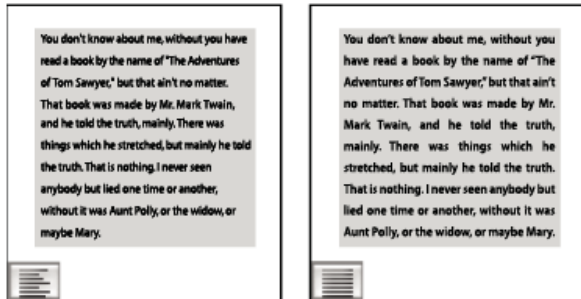 You don't know about me, without you have
read a book by the name of "The Adventures
of Tom Sawyer," but that ain't no matter.
That book was made by Mr. Mark Twain,
and he told the truth, mainly. There was
things which he stretched, but mainly he told
the truth. That is nothing. I never seen
anybody but lied one time or another,
without it was Aunt Polly, or the widow, or
maybe Mary.
You don't know about me, without you
have read a book by the name of "The
Adventures of Tom Sawyer," but that ain't
no matter. That book was made by Mr.
Mark Twain, and he told the truth,
mainly. There was things which he
stretched, but mainly he told the truth.
That is nothing. I never seen anybody but
lied one time or another, without it was
Aunt Polly, or the widow, or maybe Mary.